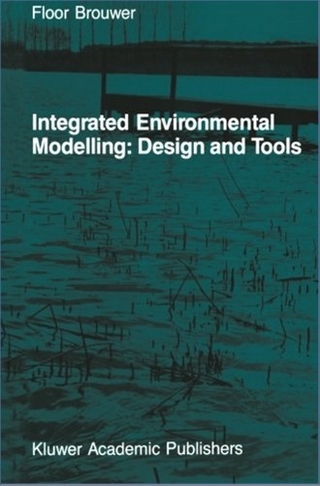 Floor Brouwer
Integrated Environmental
Modelling: Design and Tools
Kluwer Academic Publishers